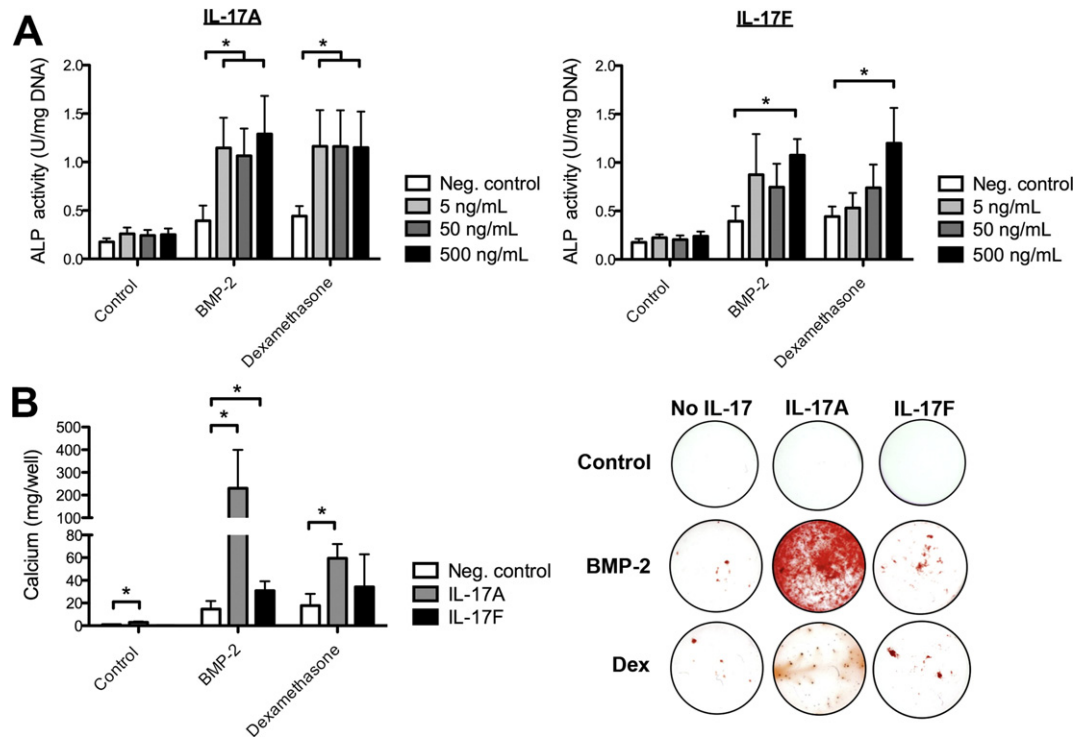 A
IL-17A
ALP activity (U/mg DNA)
2.0
1.5
1.0
0.5
0.0
*
*
Control
BMP-2
Dexamethasone
Neg. control
5 ng/mL
50 ng/mL
500 ng/mL
IL-17F
ALP activity (U/mg DNA)
2.0
1.5
1.0
0.5
0.0
*
*
Control
BMP-2
Dexamethasone
Neg. control
5 ng/mL
50 ng/mL
500 ng/mL
B
Calcium (mg/well)
500
400
300
200
100
80
60
40
20
0
*
*
*
*
Control
BMP-2
Dexamethasone
Neg. control
IL-17A
IL-17F
No IL-17 IL-17A IL-17F
Control
BMP-2
Dex